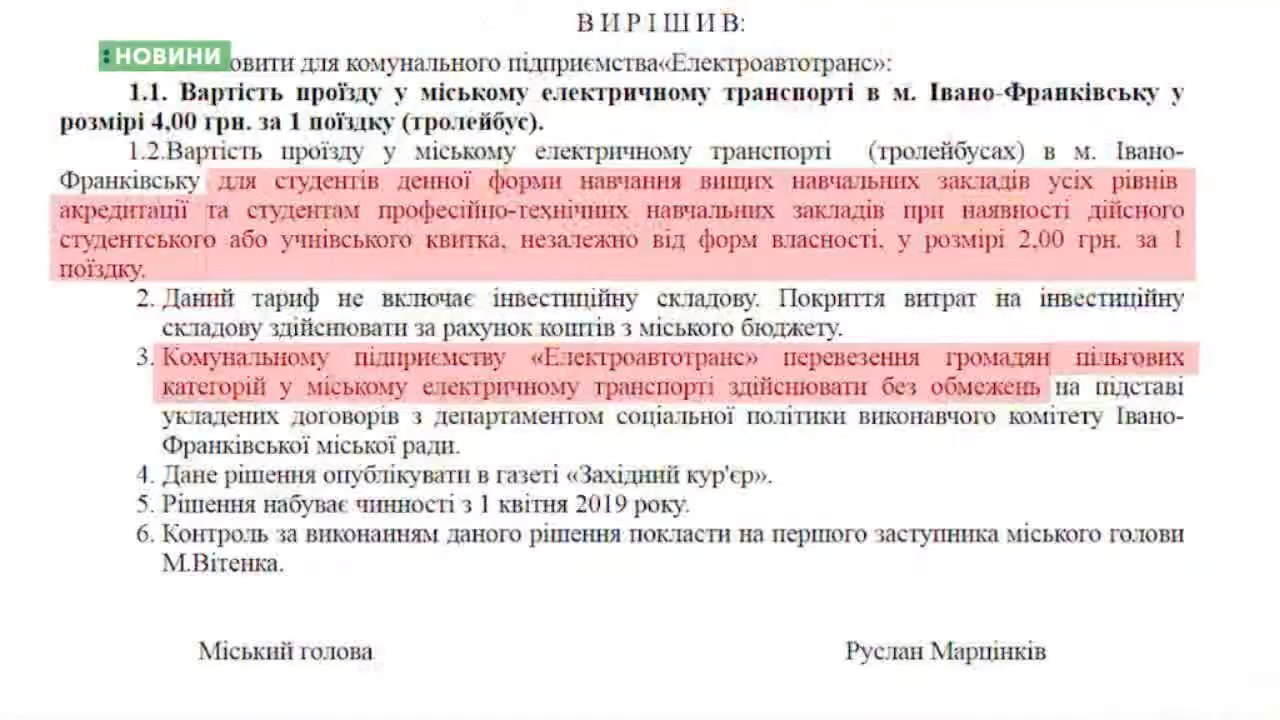 В И Р І Ш И В:
: НОВИНИ
овити для комунального підприємства«Електроавтотранс»:
1.1. Вартість проїзду у міському електричному транспорті в м. Івано-Франківську у
розмірі 4,00 грн. за 1 поїздку (тролейбус).
1.2.Вартість проїзду у міському електричному транспорті (тролейбусах) в м. Івано-
Франківську для студентів денної форми навчання вищих навчальних закладів усіх рівнів
акредитації та студентам професійно-технічних навчальних закладів при наявності дійсного
студентського або учнівського квитка, незалежно від форм власності, у розмірі 2,00 грн. за 1
поїздку.
2. Даний тариф не включає інвестиційну складову. Покриття витрат на інвестиційну
складову здійснювати за рахунок коштів з міського бюджету.
3. Комунальному підприємству «Електроавтотранс» перевезення громадян пільгових
категорій у міському електричному транспорті здійснювати без обмежень на підставі
укладених договорів з департаментом соціальної політики виконавчого комітету Івано-
Франківської міської ради.
4. Дане рішення опублікувати в газеті «Західний кур'єр».
5. Рішення набуває чинності з 1 квітня 2019 року.
6. Контроль за виконанням даного рішення покласти на першого заступника міського голови
М.Вітенка.
Міський голова
Руслан Марцінків